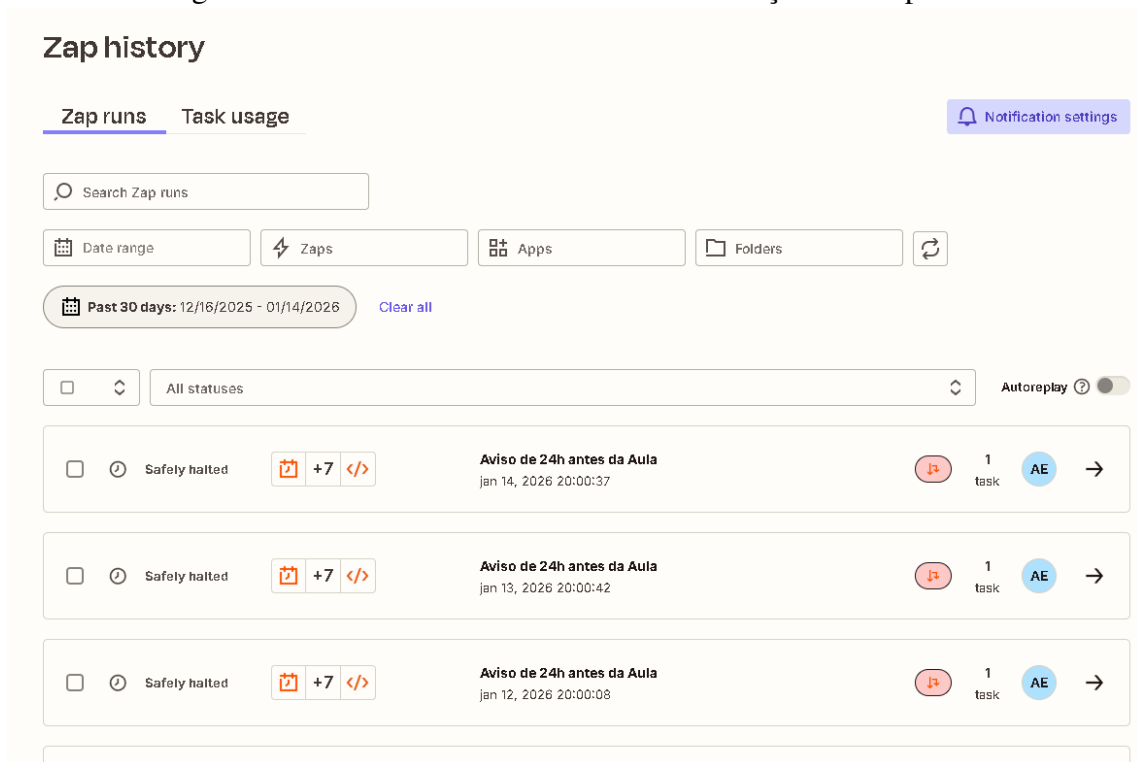 Zap history
Zap runs Task usage
Notification settings
Search Zap runs
Date range Zaps Apps Folders
Past 30 days: 12/16/2025 - 01/14/2026 Clear all
All statuses Autoreplay ?
Safely halted +7 </> Aviso de 24h antes da Aula 1 AE
jan 14, 2026 20:00:37 task
Safely halted +7 </> Aviso de 24h antes da Aula 1 AE
jan 13, 2026 20:00:42 task
Safely halted +7 </> Aviso de 24h antes da Aula 1 AE
jan 12, 2026 20:00:08 task